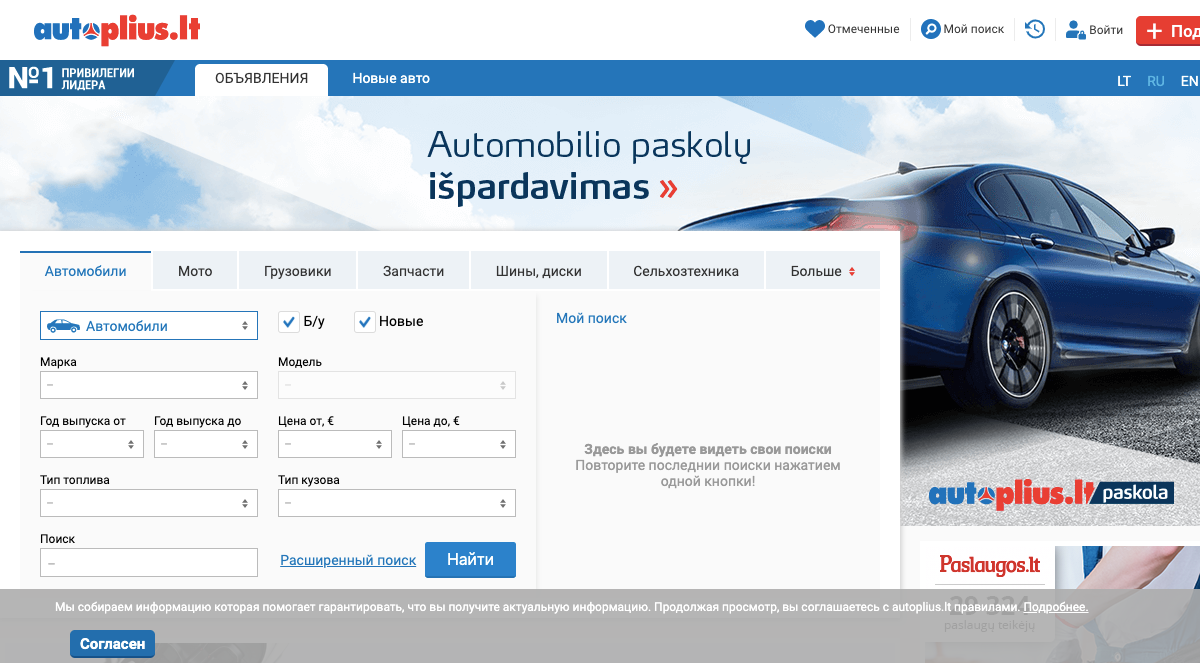 autoplius.lt
Отмеченные
Мой поиск
Войти
№1 ПРИВИЛЕГИИ
ЛИДЕРА
ОБЪЯВЛЕНИЯ
Новые авто
LT RU EN
Automobilio paskolų
išpardavimas »
Автомобили
Мото
Грузовики
Запчасти
Шины, диски
Сельхозтехника
Больше
Автомобили
Б/у
Новые
Мой поиск
Марка
Модель
–
–
Год выпуска от
Год выпуска до
Цена от, €
Цена до, €
–
–
–
–
Здесь вы будете видеть свои поиски
Повторите последнии поиски нажатием
одной кнопки!
Тип топлива
Тип кузова
–
–
Поиск
–
Расширенный поиск
Найти
autoplius.lt paskola
Paslaugos.lt
29 324
paslaugų teikėjų
Мы собираем информацию которая помогает гарантировать, что вы получите актуальную информацию. Продолжая просмотр, вы соглашаетесь с autoplius.lt правилами. Подробнее.
Согласен